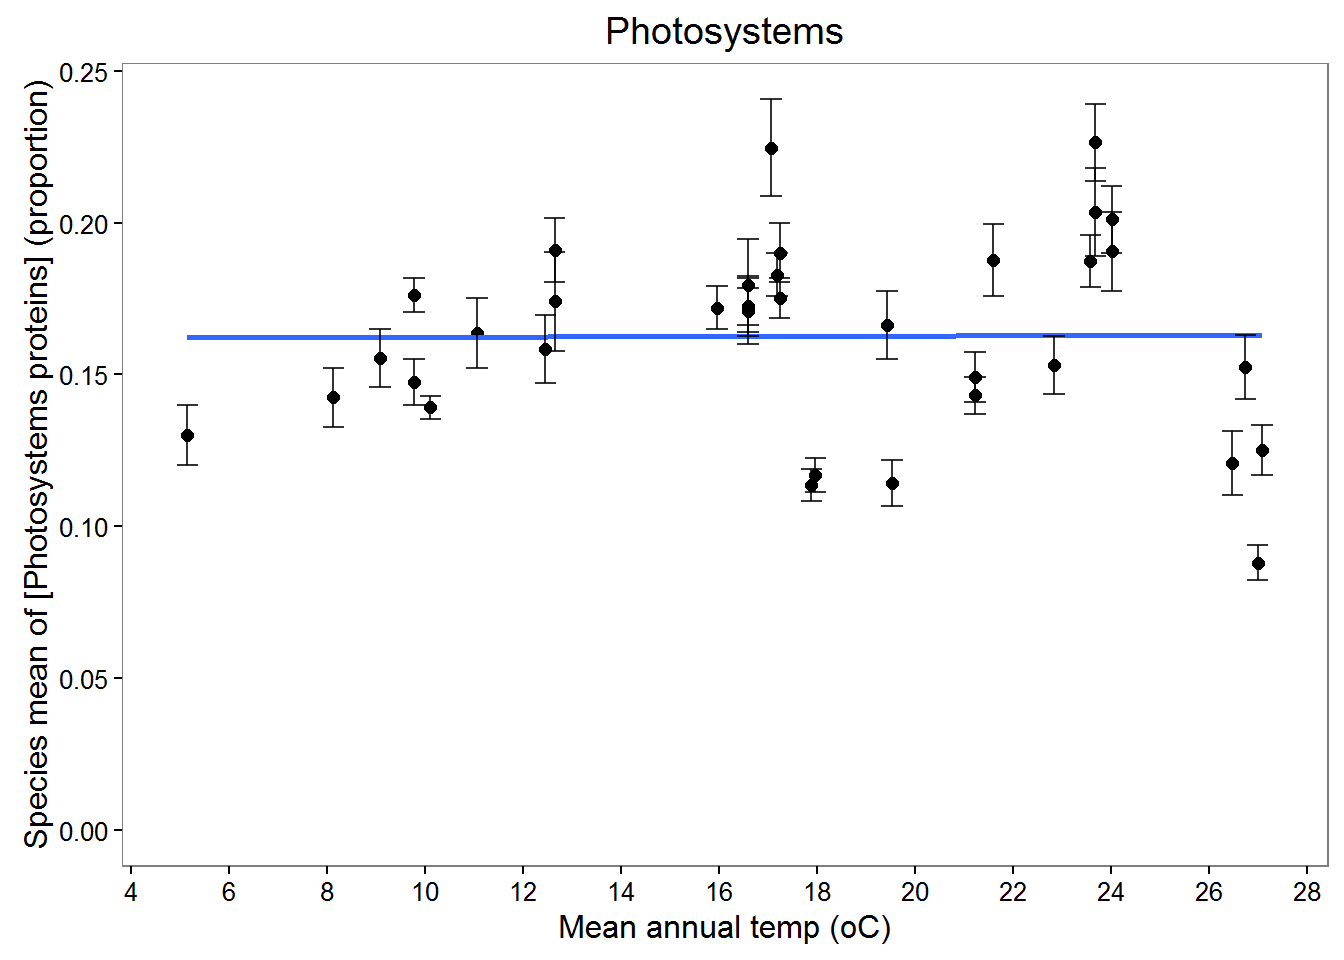 Photosystems
Species mean of [Photosystems proteins] (proportion)
0.25
0.20
0.15
0.10
0.05
0.00
4 6 8 10 12 14 16 18 20 22 24 26 28
Mean annual temp (oC)